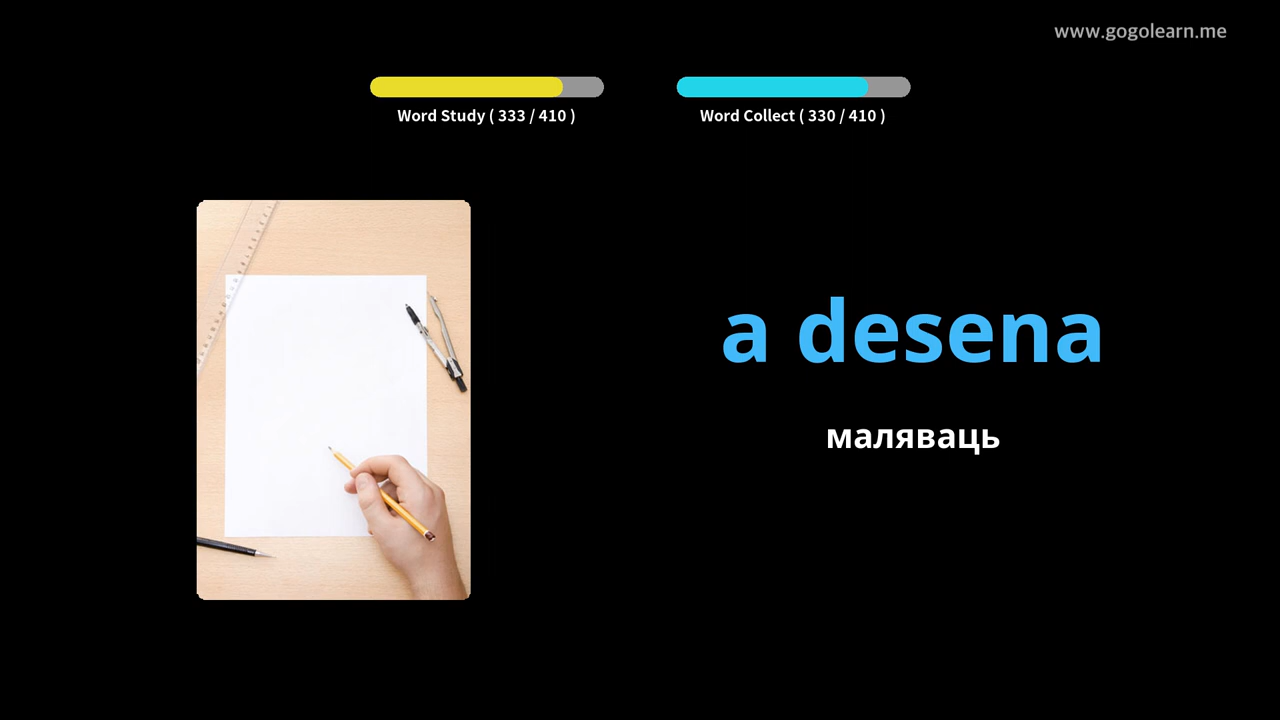 www.gogolearn.me
Word Study ( 333 / 410 )
Word Collect ( 330 / 410 )
a desena
маляваць